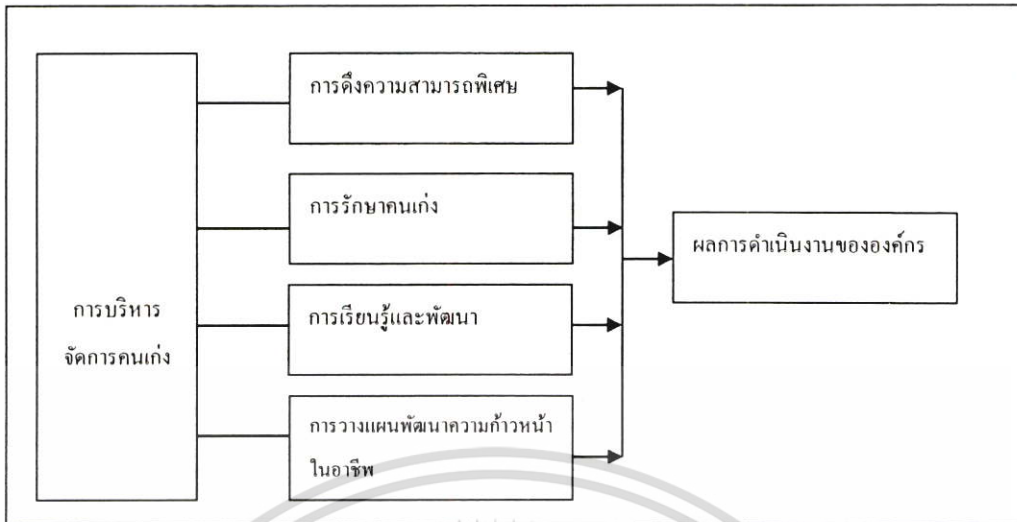 การบริหาร
จัดการคนเก่ง
การดึงความสามารถพิเศษ
การรักษาคนเก่ง
การเรียนรู้และพัฒนา
การวางแผนพัฒนาความก้าวหน้า
ในอาชีพ
ผลการดำเนินงานขององค์กร